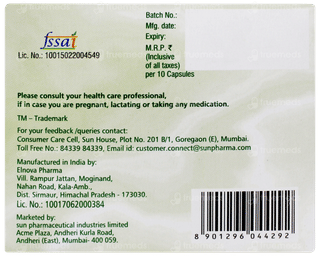 Batch No.:
Mfg. date:
Expiry:
M.R.P. ₹
(Inclusive
of all taxes)
per 10 Capsules
fssai
Lic. No.: 10015022004549
Please consult your health care professional,
if in case you are pregnant, lactating or taking any medication.
TM – Trademark
For your feedback /queries contact:
Consumer Care Cell, Sun House, Plot No. 201 B/1, Goregaon (E), Mumbai.
Toll Free No.: 84339 84339, Email id: customer.connect@sunpharma.com
Manufactured in India by:
Elnova Pharma
Vill. Rampur Jattan, Moginand,
Nahan Road, Kala-Amb.,
Dist. Sirmaur, Himachal Pradesh - 173030.
Lic. No.: 10017062000384
Marketed by:
sun pharmaceutical industries limited
Acme Plaza, Andheri Kurla Road,
Andheri (East), Mumbai- 400 059.
8 901296 044292